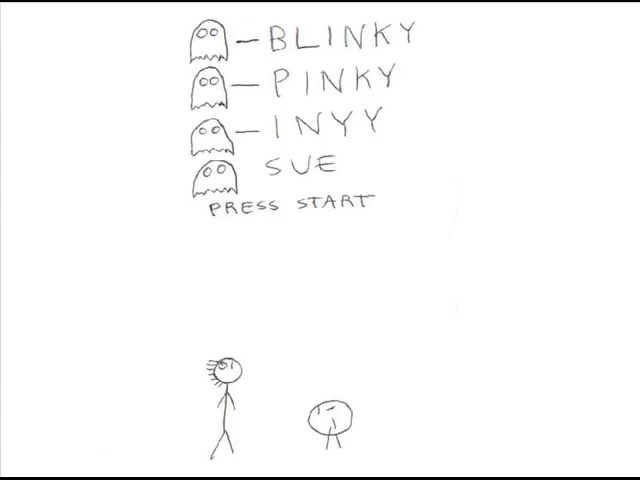 — BLINKY
— PINKY
— INYY
SUE
PRESS START